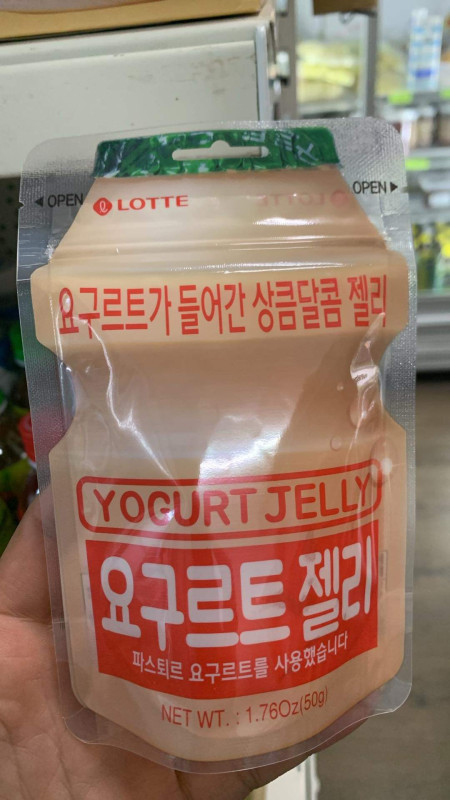 ◀ OPEN
LOTTE
OPEN ▶
요구르트가 들어간 상큼달콤 젤리
YOGURT JELLY
요구르트 젤리
파스퇴르 요구르트를 사용했습니다
NET WT. : 1.76Oz(50g)